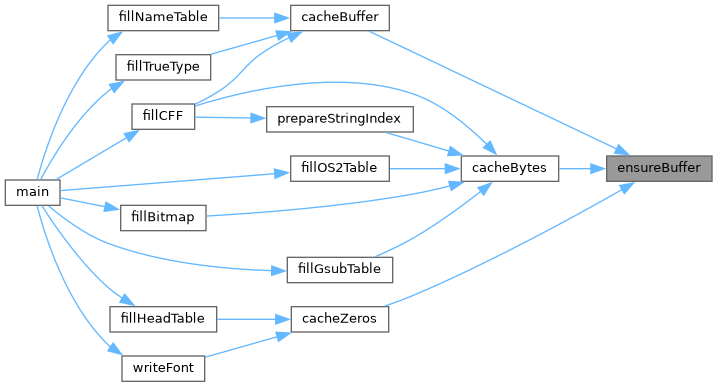 fillNameTable
cacheBuffer
fillTrueType
fillCFF
prepareStringIndex
fillOS2Table
cacheBytes
ensureBuffer
main
fillBitmap
fillGsubTable
fillHeadTable
cacheZeros
writeFont